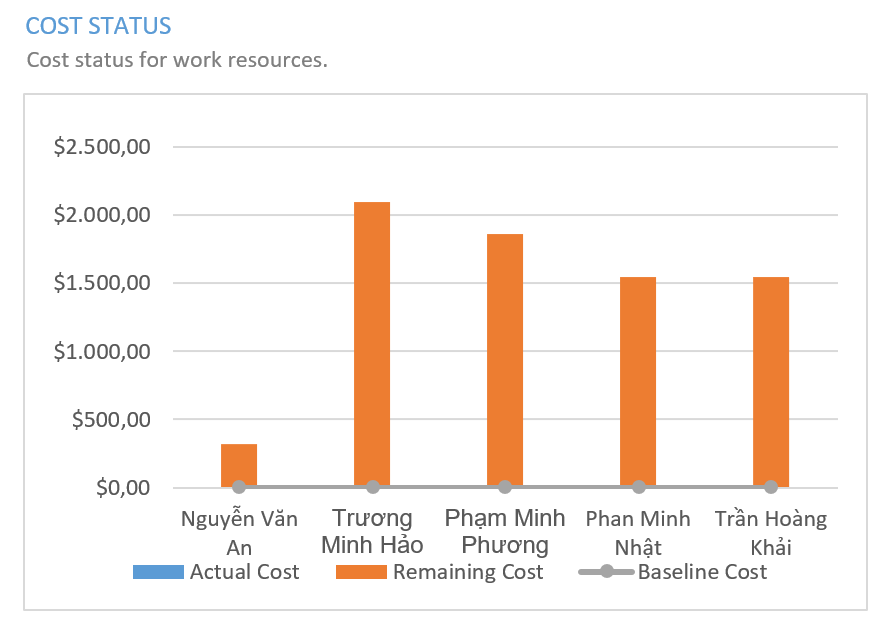 COST STATUS
Cost status for work resources.
$2.500,00
$2.000,00
$1.500,00
$1.000,00
$500,00
$0,00
Nguyễn Văn An
Trương Minh Hảo
Phạm Minh Phương
Phan Minh Nhật
Trần Hoàng Khải
Actual Cost
Remaining Cost
Baseline Cost